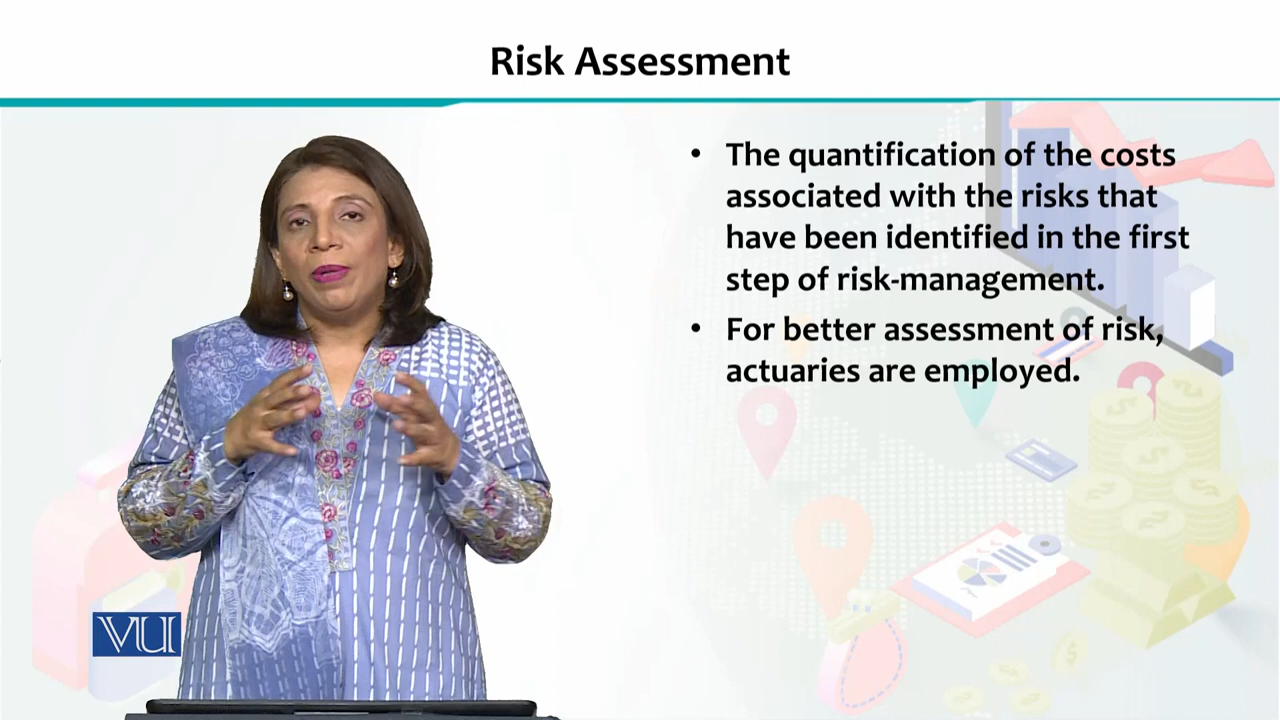 Risk Assessment
• The quantification of the costs
associated with the risks that
have been identified in the first
step of risk-management.
• For better assessment of risk,
actuaries are employed.
VU